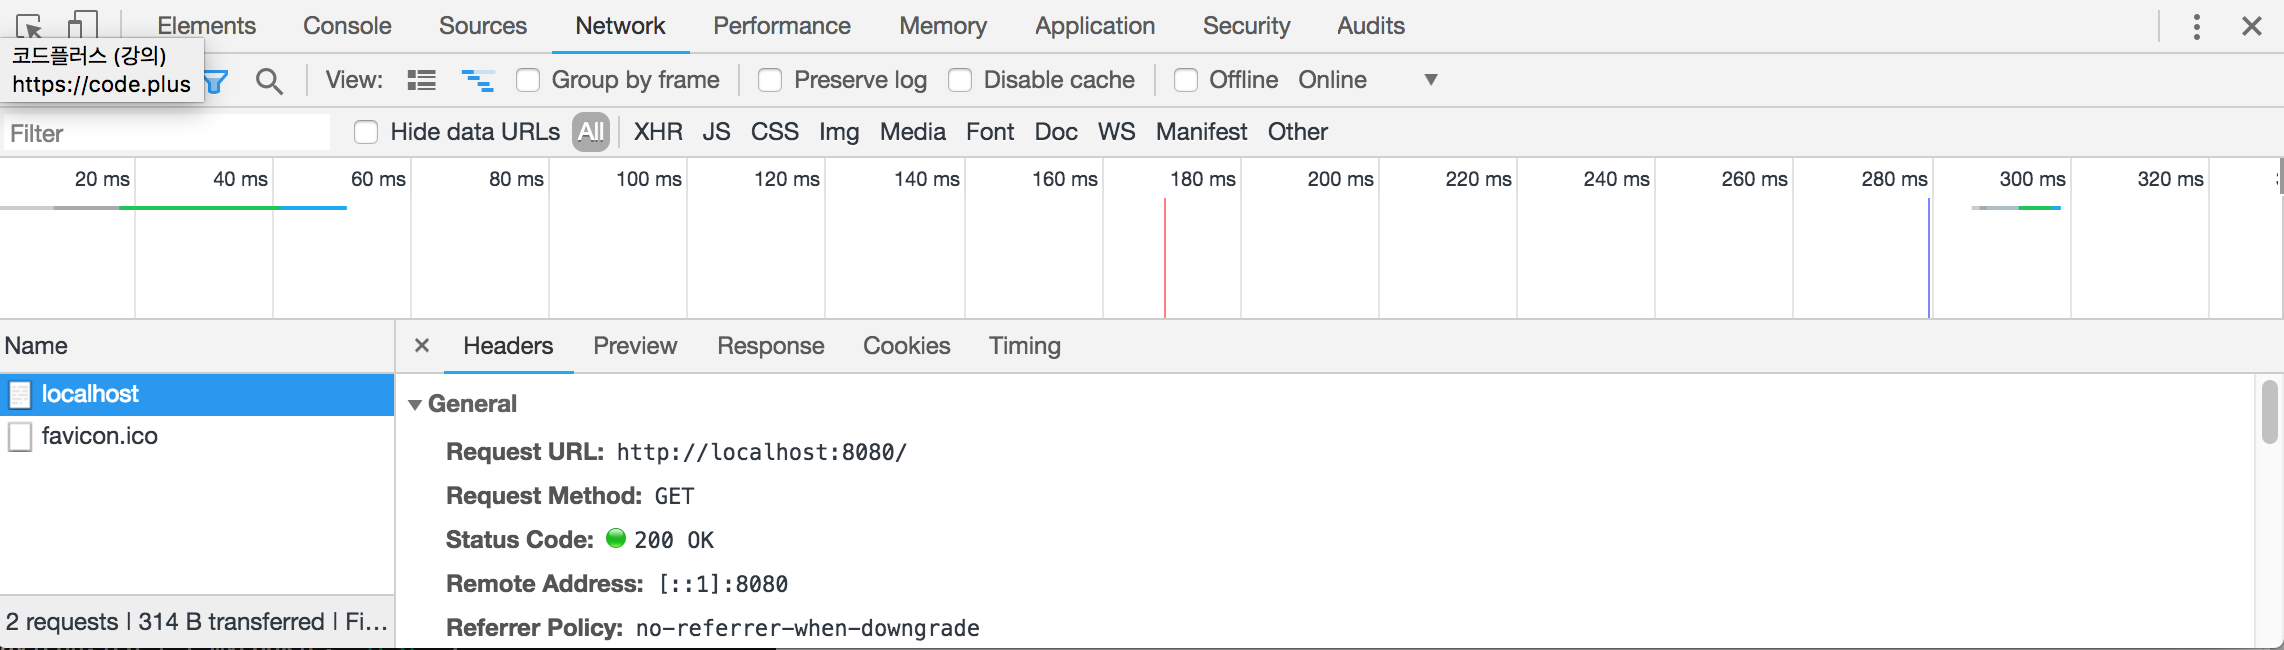 Elements Console Sources Network Performance Memory Application Security Audits
코드플러스 (강의)
https://code.plus
View: Group by frame Preserve log Disable cache Offline Online
Filter Hide data URLs All XHR JS CSS Img Media Font Doc WS Manifest Other
20 ms 40 ms 60 ms 80 ms 100 ms 120 ms 140 ms 160 ms 180 ms 200 ms 220 ms 240 ms 260 ms 280 ms 300 ms 320 ms
Name
localhost
favicon.ico
2 requests | 314 B transferred | Fi...
× Headers Preview Response Cookies Timing
General
Request URL: http://localhost:8080/
Request Method: GET
Status Code: 200 OK
Remote Address: [::1]:8080
Referrer Policy: no-referrer-when-downgrade